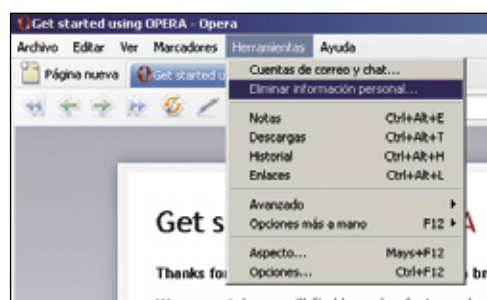 Get started using OPERA - Opera
Archivo Editar Ver Marcadores Herramientas Ayuda
Página nueva Get started u
Cuentas de correo y chat...
Eliminar información personal...
Notas Ctrl+Alt+E
Descargas Ctrl+Alt+T
Historial Ctrl+Alt+H
Enlaces Ctrl+Alt+L
Avanzado
Opciones más a mano F12
Aspecto... Mays+F12
Opciones... Ctrl+F12
Get s A
Thanks fo br